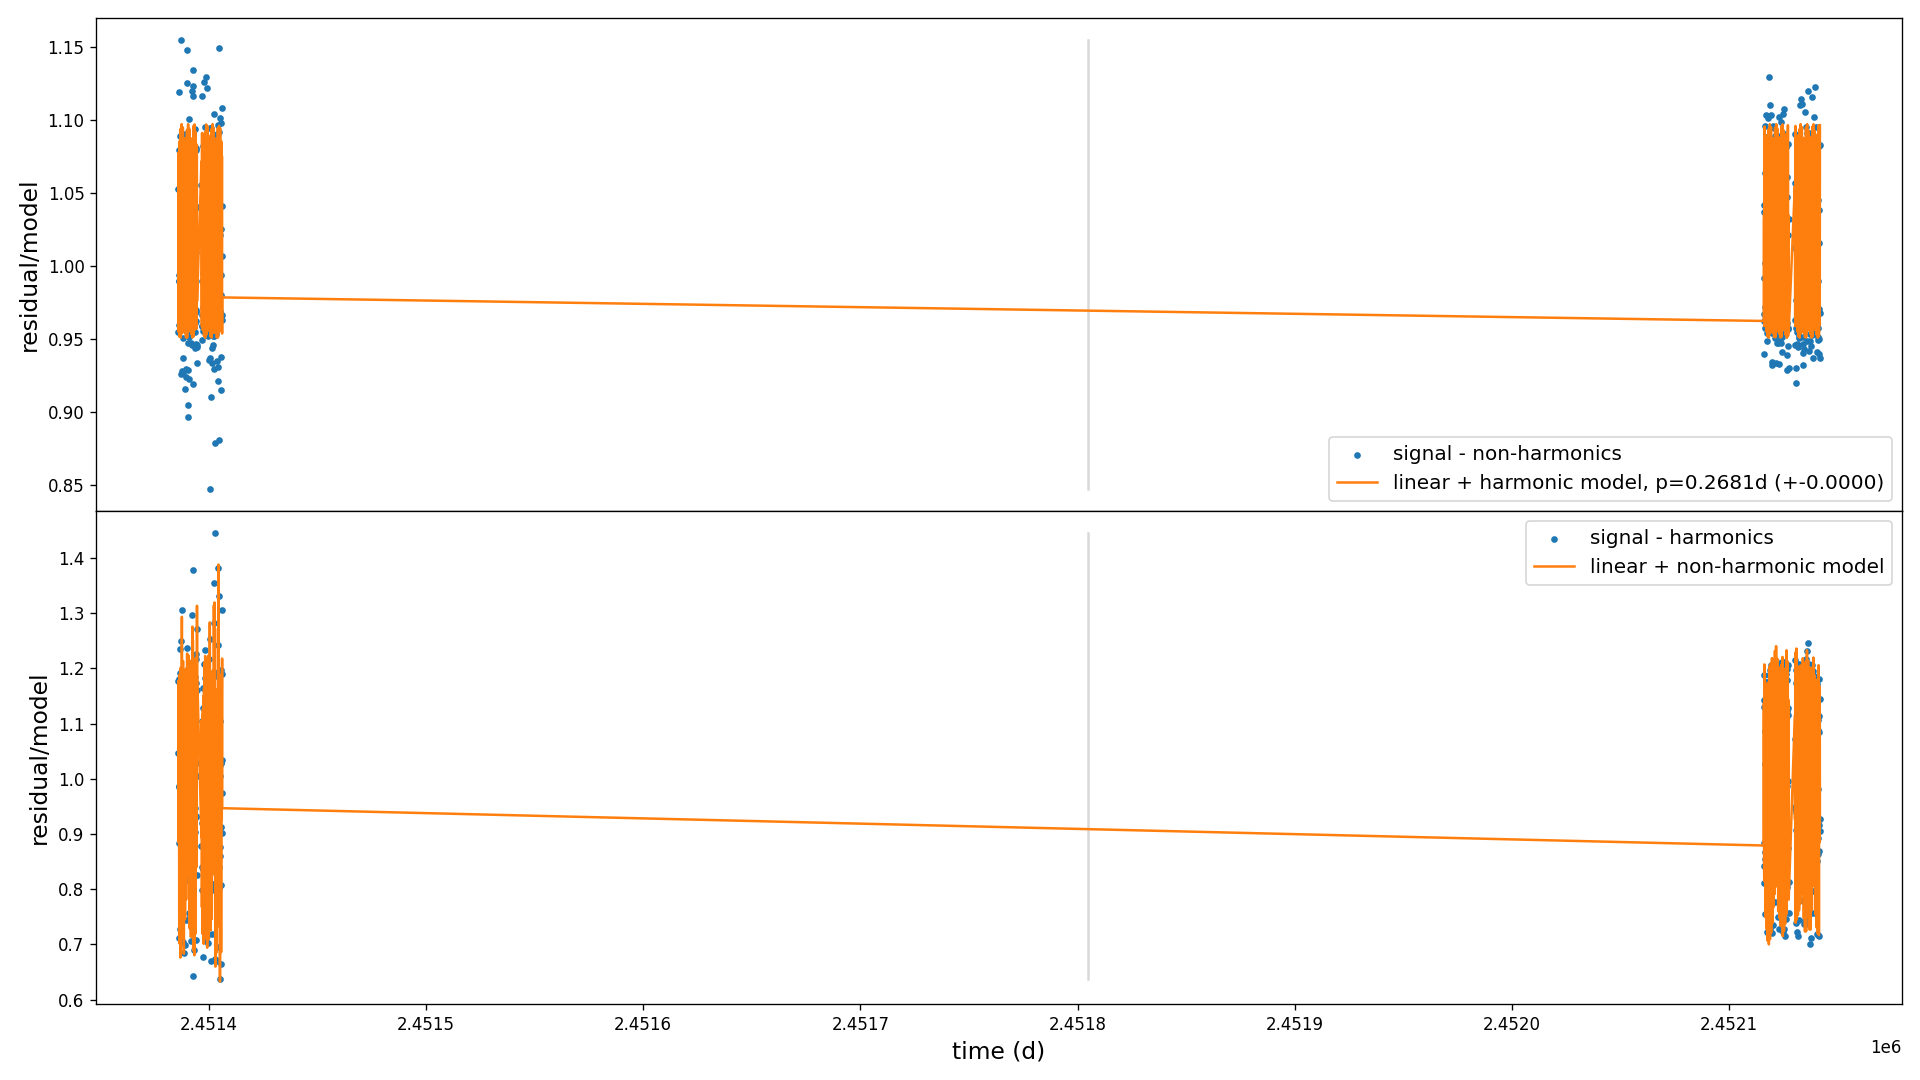 1.15
1.10
1.05
1.00
0.95
0.90
0.85
residual/model
signal - non-harmonics
linear + harmonic model, p=0.2681d (+-0.0000)
1.4
1.3
1.2
1.1
1.0
0.9
0.8
0.7
0.6
residual/model
signal - harmonics
linear + non-harmonic model
2.4514 2.4515 2.4516 2.4517 2.4518 2.4519 2.4520 2.4521
1e6
time (d)